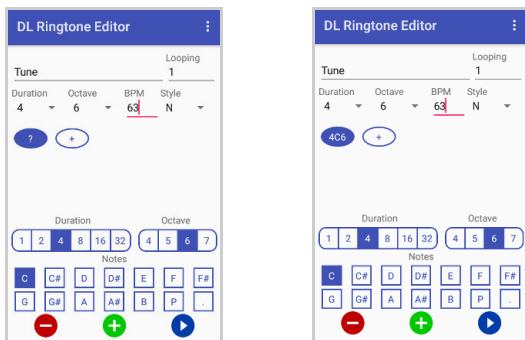 DL Ringtone Editor
Looping
Tune 1
Duration Octave BPM Style
4 6 63 N
? +
Duration Octave
1 2 4 8 16 32 4 5 6 7
Notes
C C# D D# E F F#
G G# A A# B P .
DL Ringtone Editor
Looping
Tune 1
Duration Octave BPM Style
4 6 63 N
4C6 +
Duration Octave
1 2 4 8 16 32 4 5 6 7
Notes
C C# D D# E F F#
G G# A A# B P .